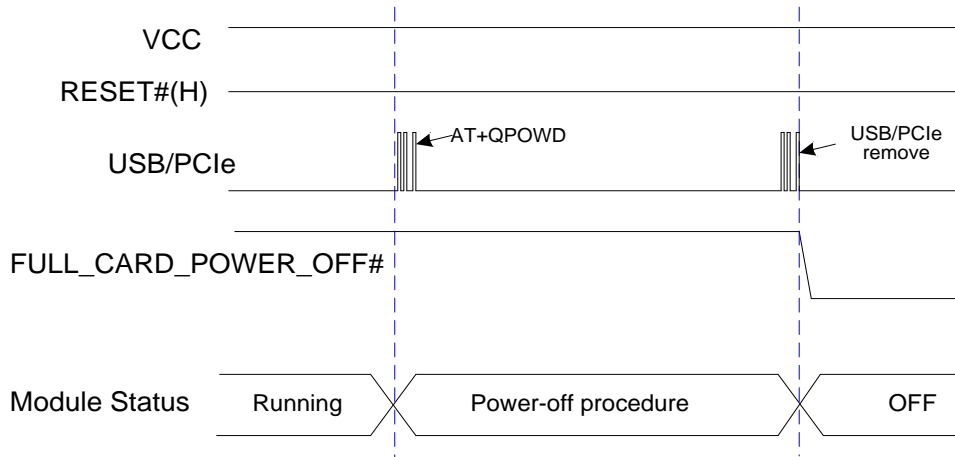 VCC
RESET#(H)
AT+QPOWD
USB/PCIe
remove
USB/PCIe
FULL_CARD_POWER_OFF#
Module Status
Running
Power-off procedure
OFF